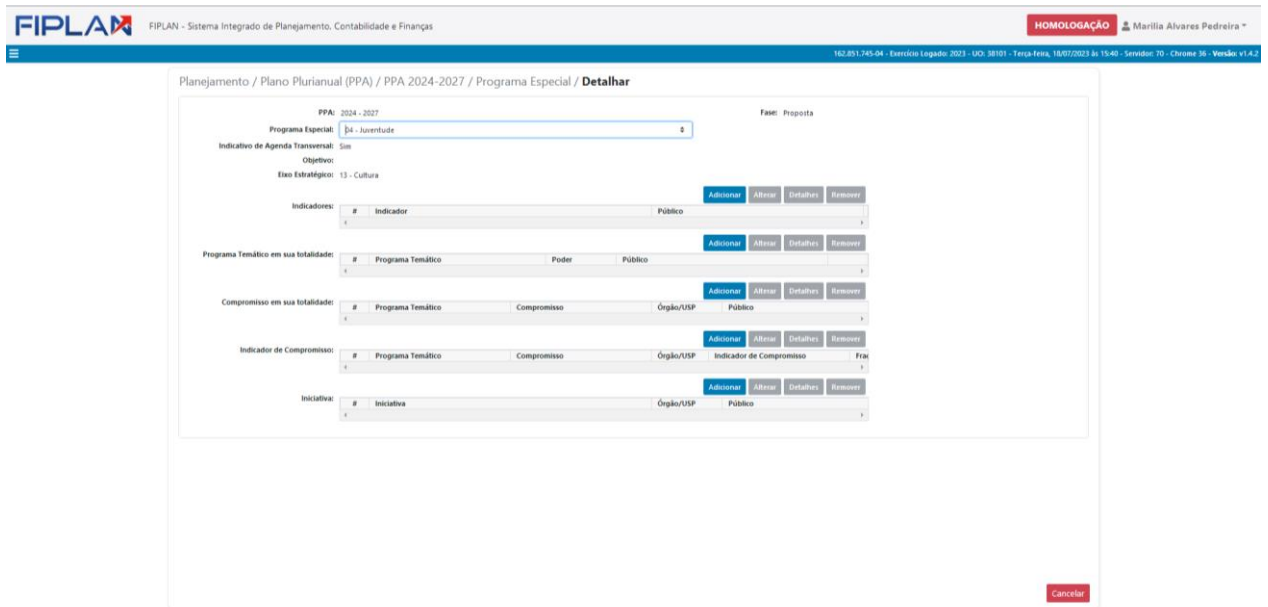 FIPLAN FIPLAN - Sistema Integrado de Planejamento, Contabilidade e Finanças HOMOLOGAÇÃO Marilia Alvares Pedreira
162.851.745-04 - Exercício Logado: 2023 - UO: 38101 - Terça-feira, 18/07/2023 às 15:40 - Servidor: 70 - Chrome 36 - Versão: v1.4.2
Planejamento / Plano Plurianual (PPA) / PPA 2024-2027 / Programa Especial / Detalhar
PPA: 2024 - 2027 Fase: Proposta
Programa Especial: 04 - Juventude
Indicativo de Agenda Transversal: Sim
Objetivo:
Eixo Estratégico: 13 - Cultura
Adicionar Alterar Detalhes Remover
Indicadores:
# Indicador Público
Adicionar Alterar Detalhes Remover
Programa Temático em sua totalidade:
# Programa Temático Poder Público
Adicionar Alterar Detalhes Remover
Compromisso em sua totalidade:
# Programa Temático Compromisso Órgão/USP Público
Adicionar Alterar Detalhes Remover
Indicador de Compromisso:
# Programa Temático Compromisso Órgão/USP Indicador de Compromisso Fra
Adicionar Alterar Detalhes Remover
Iniciativa:
# Iniciativa Órgão/USP Público
Cancelar